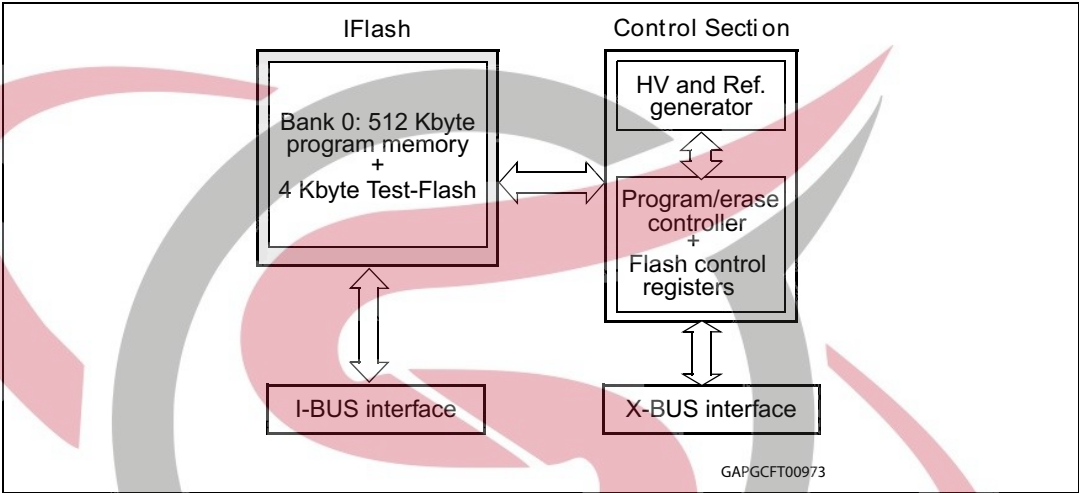 IFlash
Control Section
Bank 0: 512 Kbyte
program memory
+
4 Kbyte Test-Flash
HV and Ref.
generator
Program/erase
controller
+
Flash control
registers
I-BUS interface
X-BUS interface
GAPGCFT00973